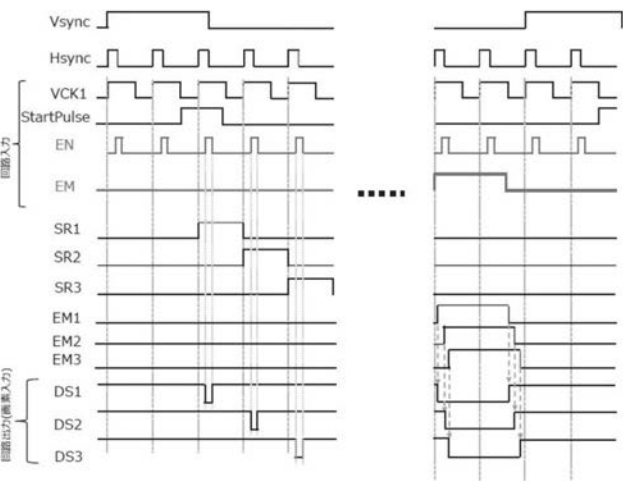 Vsync
Hsync
VCK1
StartPulse
EN
EM
回路入力
SR1
SR2
SR3
EM1
EM2
EM3
DS1
DS2
DS3
回路出力(画素入力)